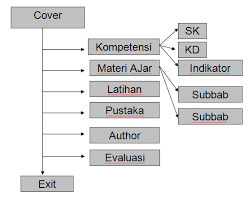 Cover
SK
Kompetensi
KD
Materi AJar
Indikator
Latihan
Subbab
Pustaka
Subbab
Author
Evaluasi
Exit